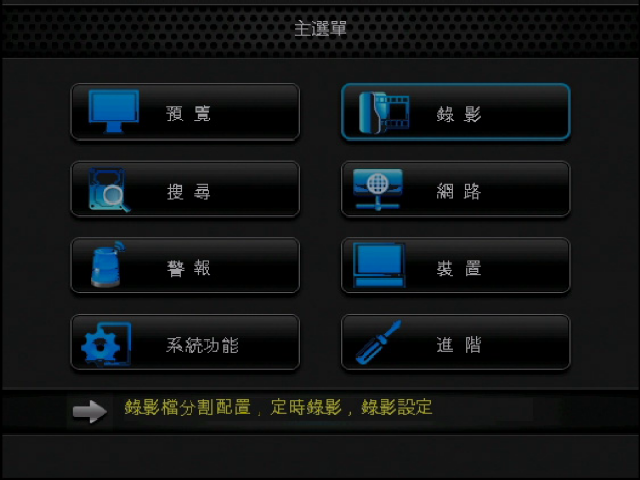 主選單
預覽
錄影
搜尋
網路
警報
裝置
系統功能
進階
錄影檔分割配置，定時錄影，錄影設定